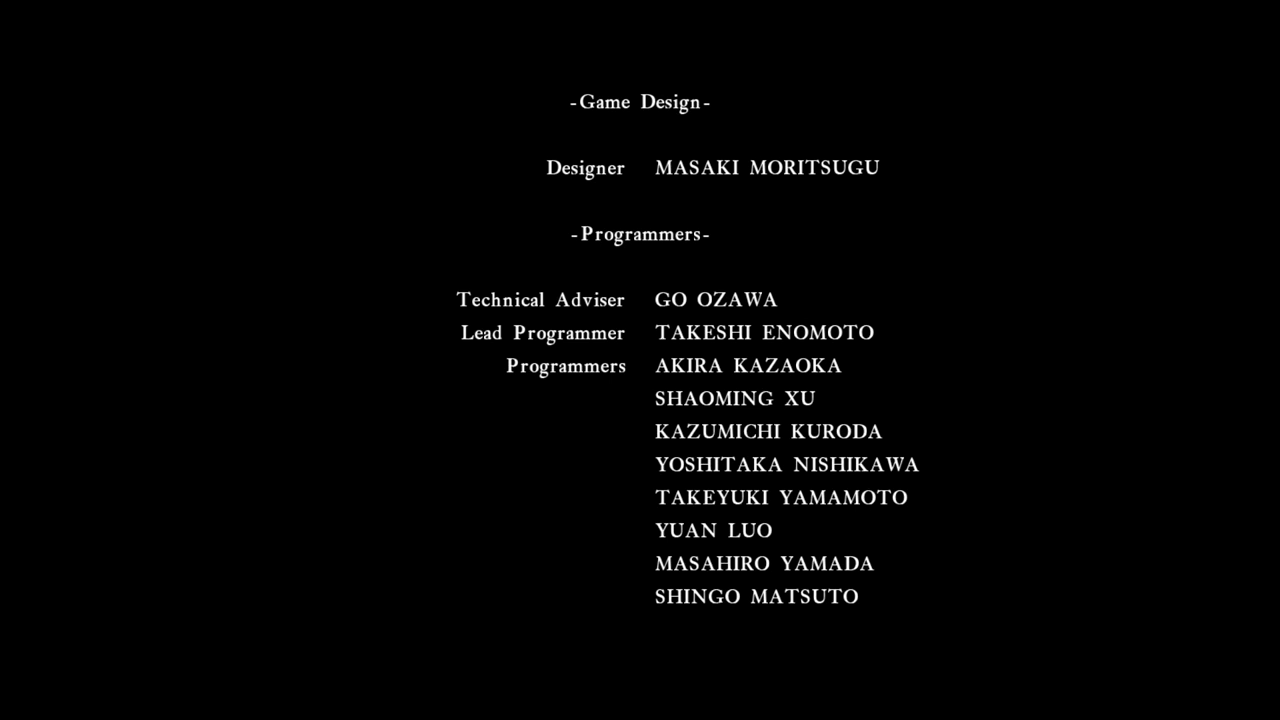 -Game Design-
Designer MASAKI MORITSUGU
-Programmers-
Technical Adviser GO OZAWA
Lead Programmer TAKESHI ENOMOTO
Programmers AKIRA KAZAOKA
SHAOMING XU
KAZUMICHI KURODA
YOSHITAKA NISHIKAWA
TAKEYUKI YAMAMOTO
YUAN LUO
MASAHIRO YAMADA
SHINGO MATSUTO